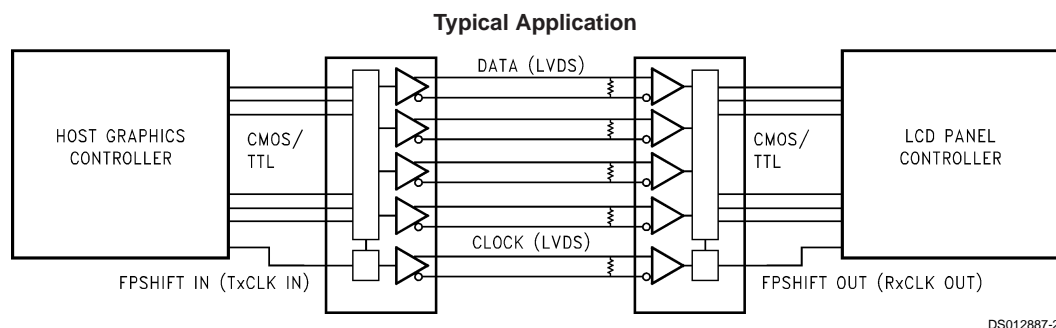 Typical Application
DATA (LVDS)
HOST GRAPHICS
CONTROLLER
CMOS/
TTL
CMOS/
TTL
LCD PANEL
CONTROLLER
CLOCK (LVDS)
FPSHIFT IN (TxCLK IN)
FPSHIFT OUT (RxCLK OUT)
DS012887-2